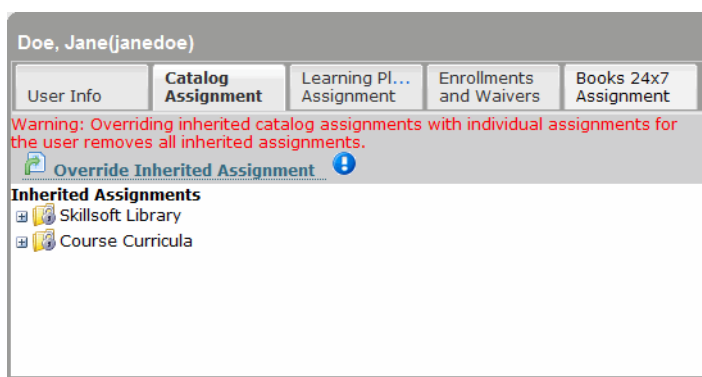 Doe, Jane(janedoe)
User Info
Catalog
Assignment
Learning Pl...
Assignment
Enrollments
and Waivers
Books 24x7
Assignment
Warning: Overriding inherited catalog assignments with individual assignments for
the user removes all inherited assignments.
Override Inherited Assignment
Inherited Assignments
Skillsoft Library
Course Curricula